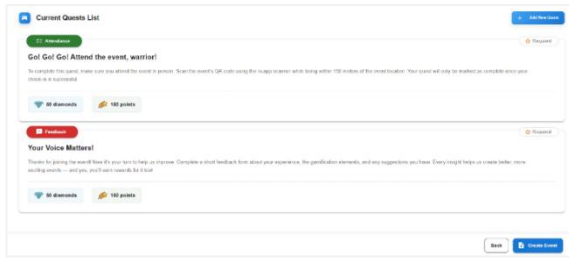 Current Quests List
+ Add New Quest
Attendance
Required
Go! Go! Go! Attend the event, warrior!
To complete this quest, make sure you attend the event in person. Scan the event's QR code using the in-app scanner while being within 150 metres of the event location. Your quest will only be marked as complete once your
check-in is successful
50 diamonds
100 points
Feedback
Required
Your Voice Matters!
Thanks for joining the event! Now it's your turn to help us improve. Complete a short feedback form about your experience, the gamification elements, and any suggestions you have. Every insight helps us create better, more
exciting events — and yes, you'll earn rewards for it too!
50 diamonds
100 points
Back
Create Event